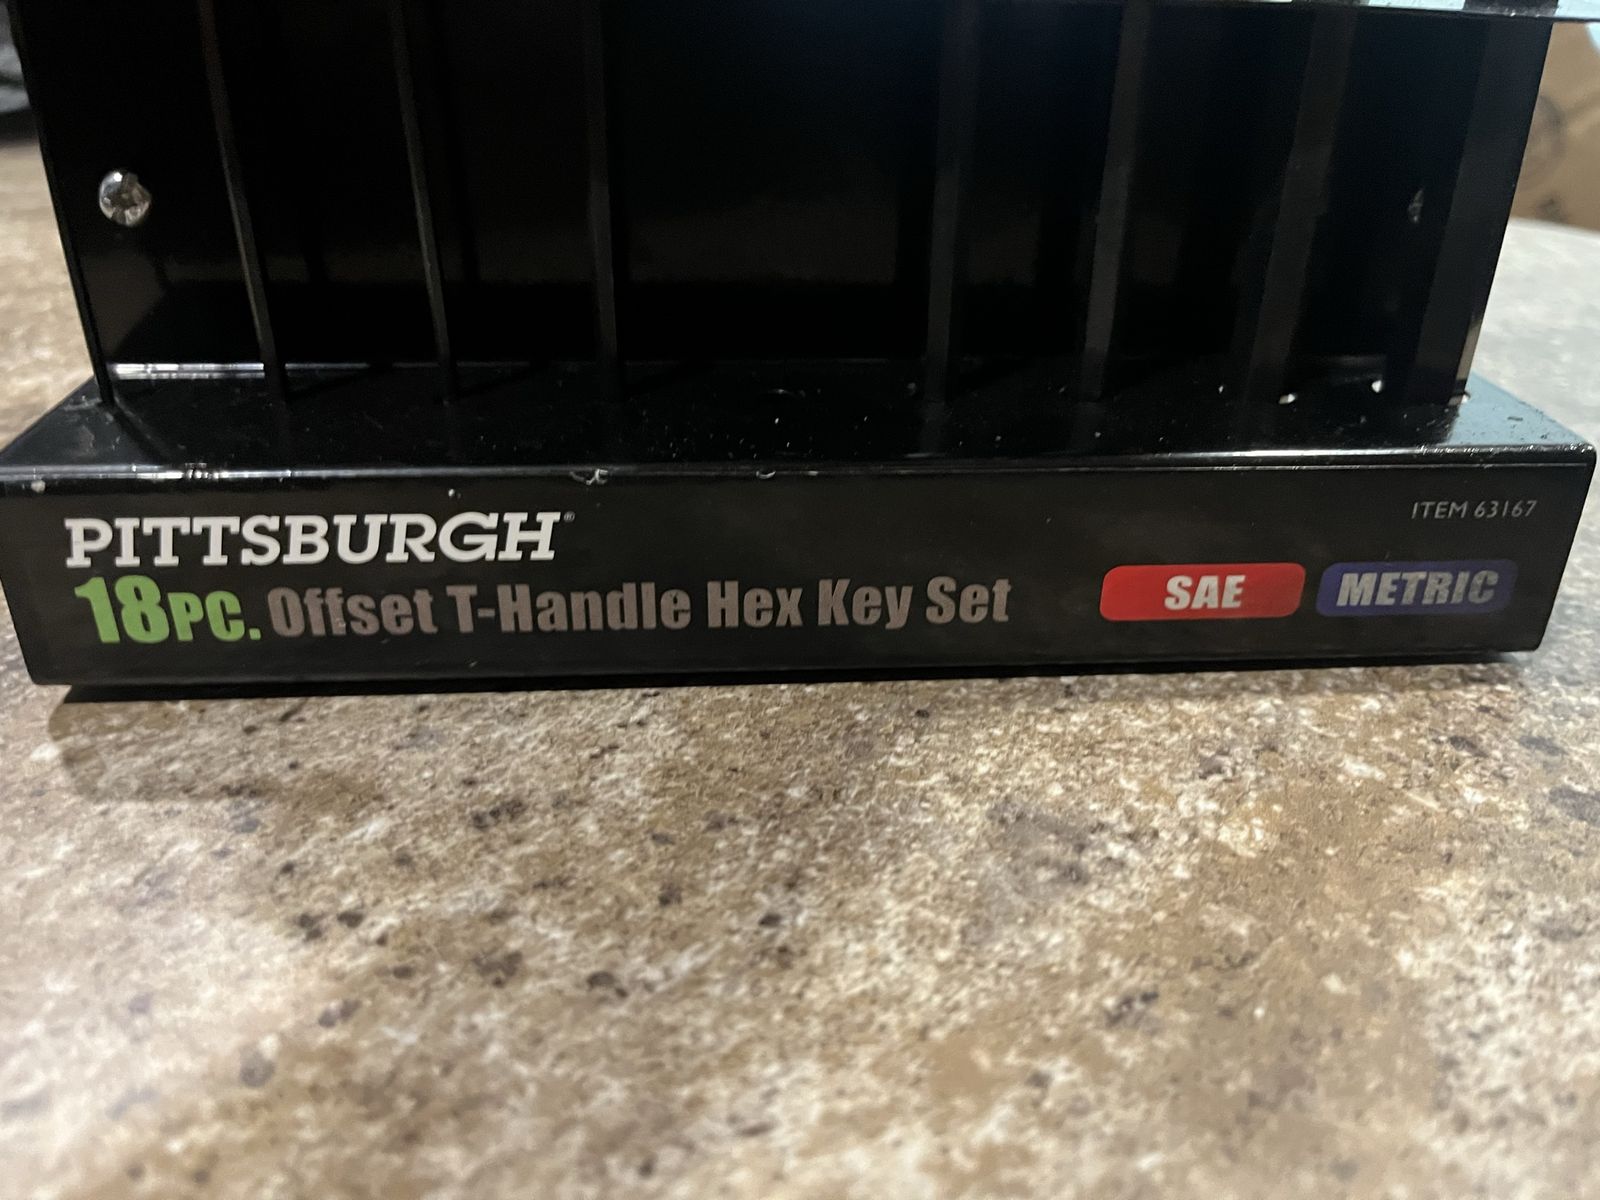 PITTSBURGH®
ITEM 63167
18PC. Offset T-Handle Hex Key Set
SAE
METRIC